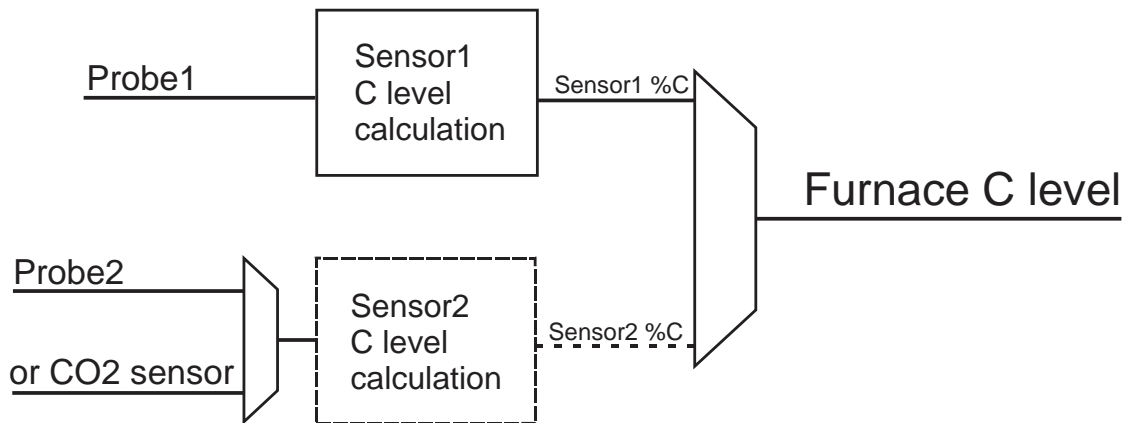 Probe1
Sensor1
C level
calculation
Sensor1 %C
Furnace C level
Probe2
or CO2 sensor
Sensor2
C level
calculation
Sensor2 %C